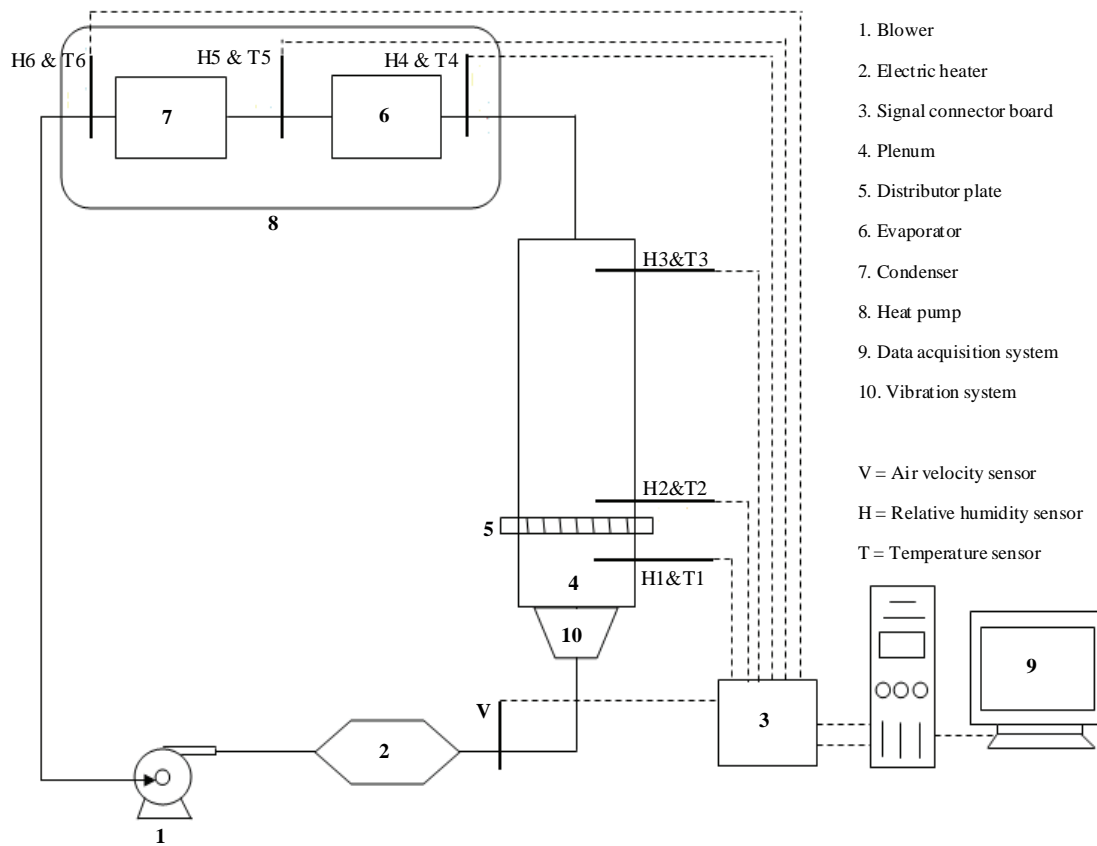 H6 & T6
H5 & T5
H4 & T4
7
6
8
H3&T3
H2&T2
5
H1&T1
4
10
V
3
2
9
1
1. Blower
2. Electric heater
3. Signal connector board
4. Plenum
5. Distributor plate
6. Evaporator
7. Condenser
8. Heat pump
9. Data acquisition system
10. Vibration system
V = Air velocity sensor
H = Relative humidity sensor
T = Temperature sensor